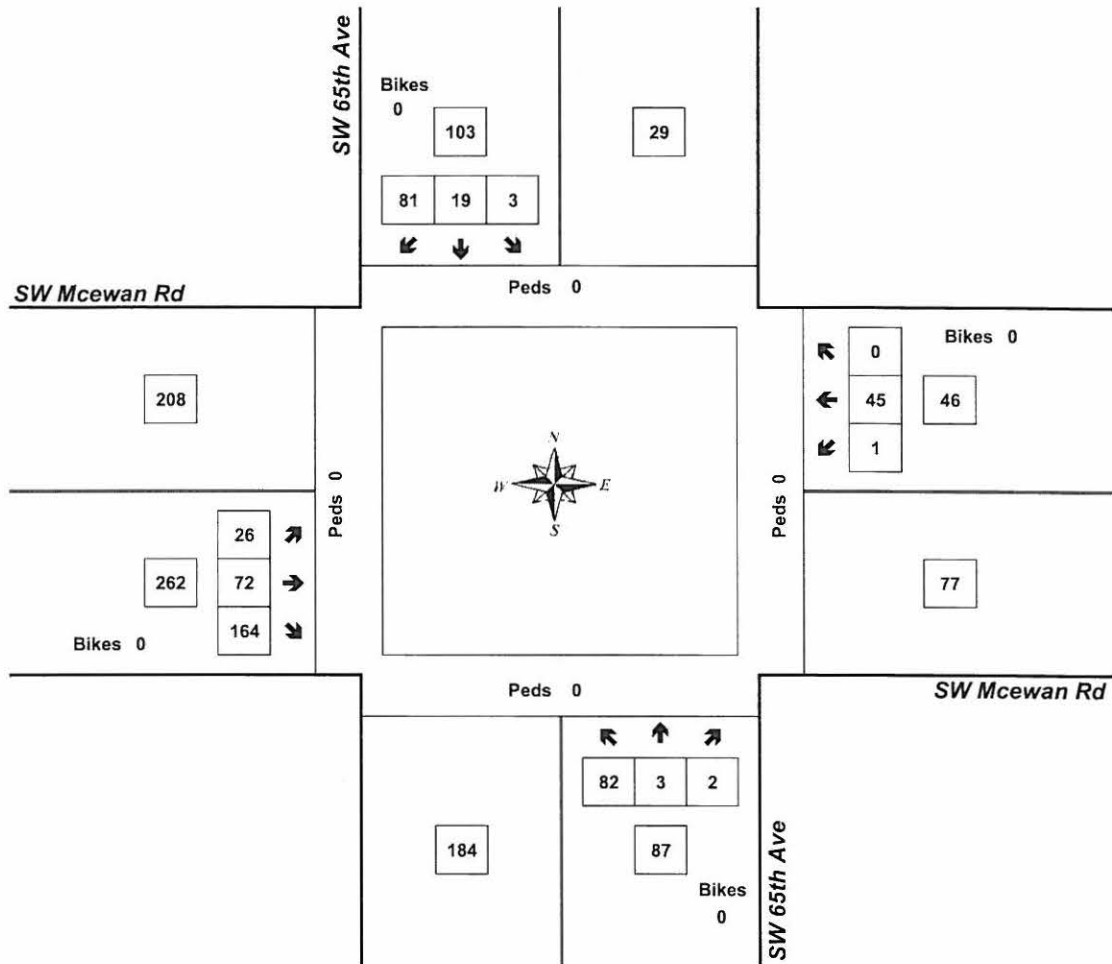 SW 65th Ave
Bikes
0
103
29
81 19 3
Peds 0
SW Mcewan Rd
Bikes 0
0
208
45
46
1
N
W E
S
Peds 0
Peds 0
26
262
72
77
164
Bikes 0
Peds 0
SW Mcewan Rd
82 3 2
184
87
Bikes
0
SW 65th Ave